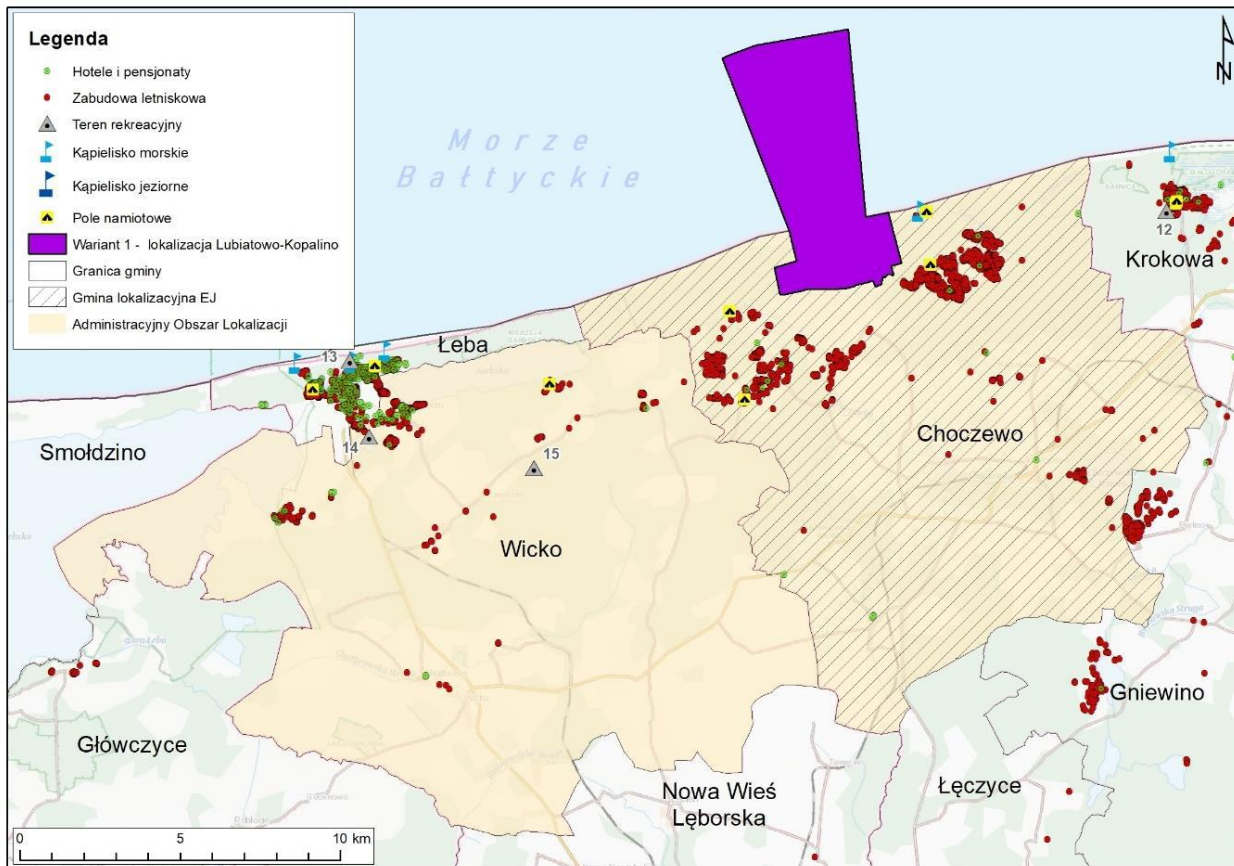 Legenda
Hotele i pensjonaty
Zabudowa letniskowa
Teren rekreacyjny
Kąpielisko morskie
Kąpielisko jeziorne
Pole namiotowe
Wariant 1 - lokalizacja Lubiatowo-Kopalino
Granica gminy
Gmina lokalizacyjna EJ
Administracyjny Obszar Lokalizacji
N
Morze
Bałtyckie
12
Krokowa
13
Łeba
14
15
Smołdzino
Choczewo
Wicko
Gniewino
Główczyce
Łęczyce
Nowa Wieś
Lęborska
0 5 10 km